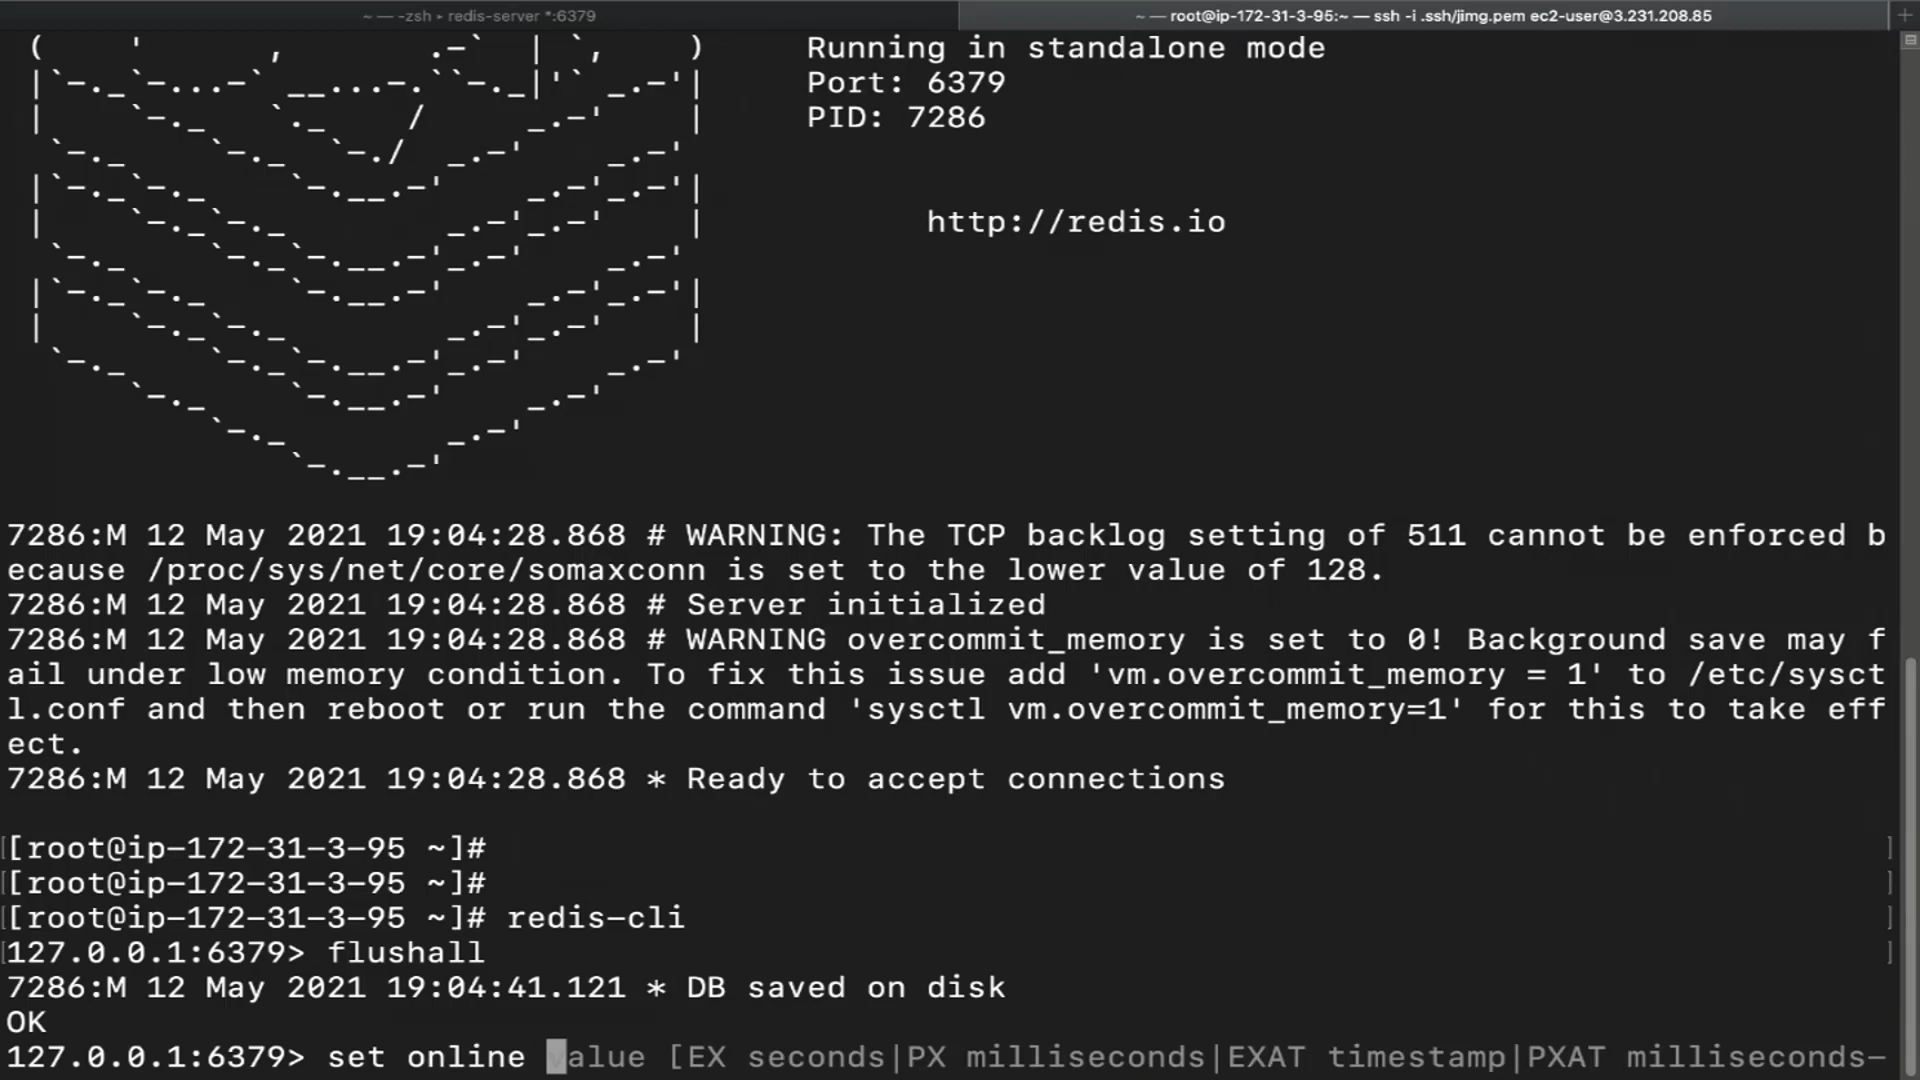 ~ — -zsh ▸ redis-server *:6379
~ — root@ip-172-31-3-95:~ — ssh -i .ssh/jimg.pem ec2-user@3.231.208.85
Running in standalone mode
Port: 6379
PID: 7286
http://redis.io
7286:M 12 May 2021 19:04:28.868 # WARNING: The TCP backlog setting of 511 cannot be enforced b
ecause /proc/sys/net/core/somaxconn is set to the lower value of 128.
7286:M 12 May 2021 19:04:28.868 # Server initialized
7286:M 12 May 2021 19:04:28.868 # WARNING overcommit_memory is set to 0! Background save may f
ail under low memory condition. To fix this issue add 'vm.overcommit_memory = 1' to /etc/sysct
l.conf and then reboot or run the command 'sysctl vm.overcommit_memory=1' for this to take eff
ect.
7286:M 12 May 2021 19:04:28.868 * Ready to accept connections
[root@ip-172-31-3-95 ~]#
[root@ip-172-31-3-95 ~]#
[root@ip-172-31-3-95 ~]# redis-cli
127.0.0.1:6379> flushall
7286:M 12 May 2021 19:04:41.121 * DB saved on disk
OK
127.0.0.1:6379> set online value [EX seconds|PX milliseconds|EXAT timestamp|PXAT milliseconds-